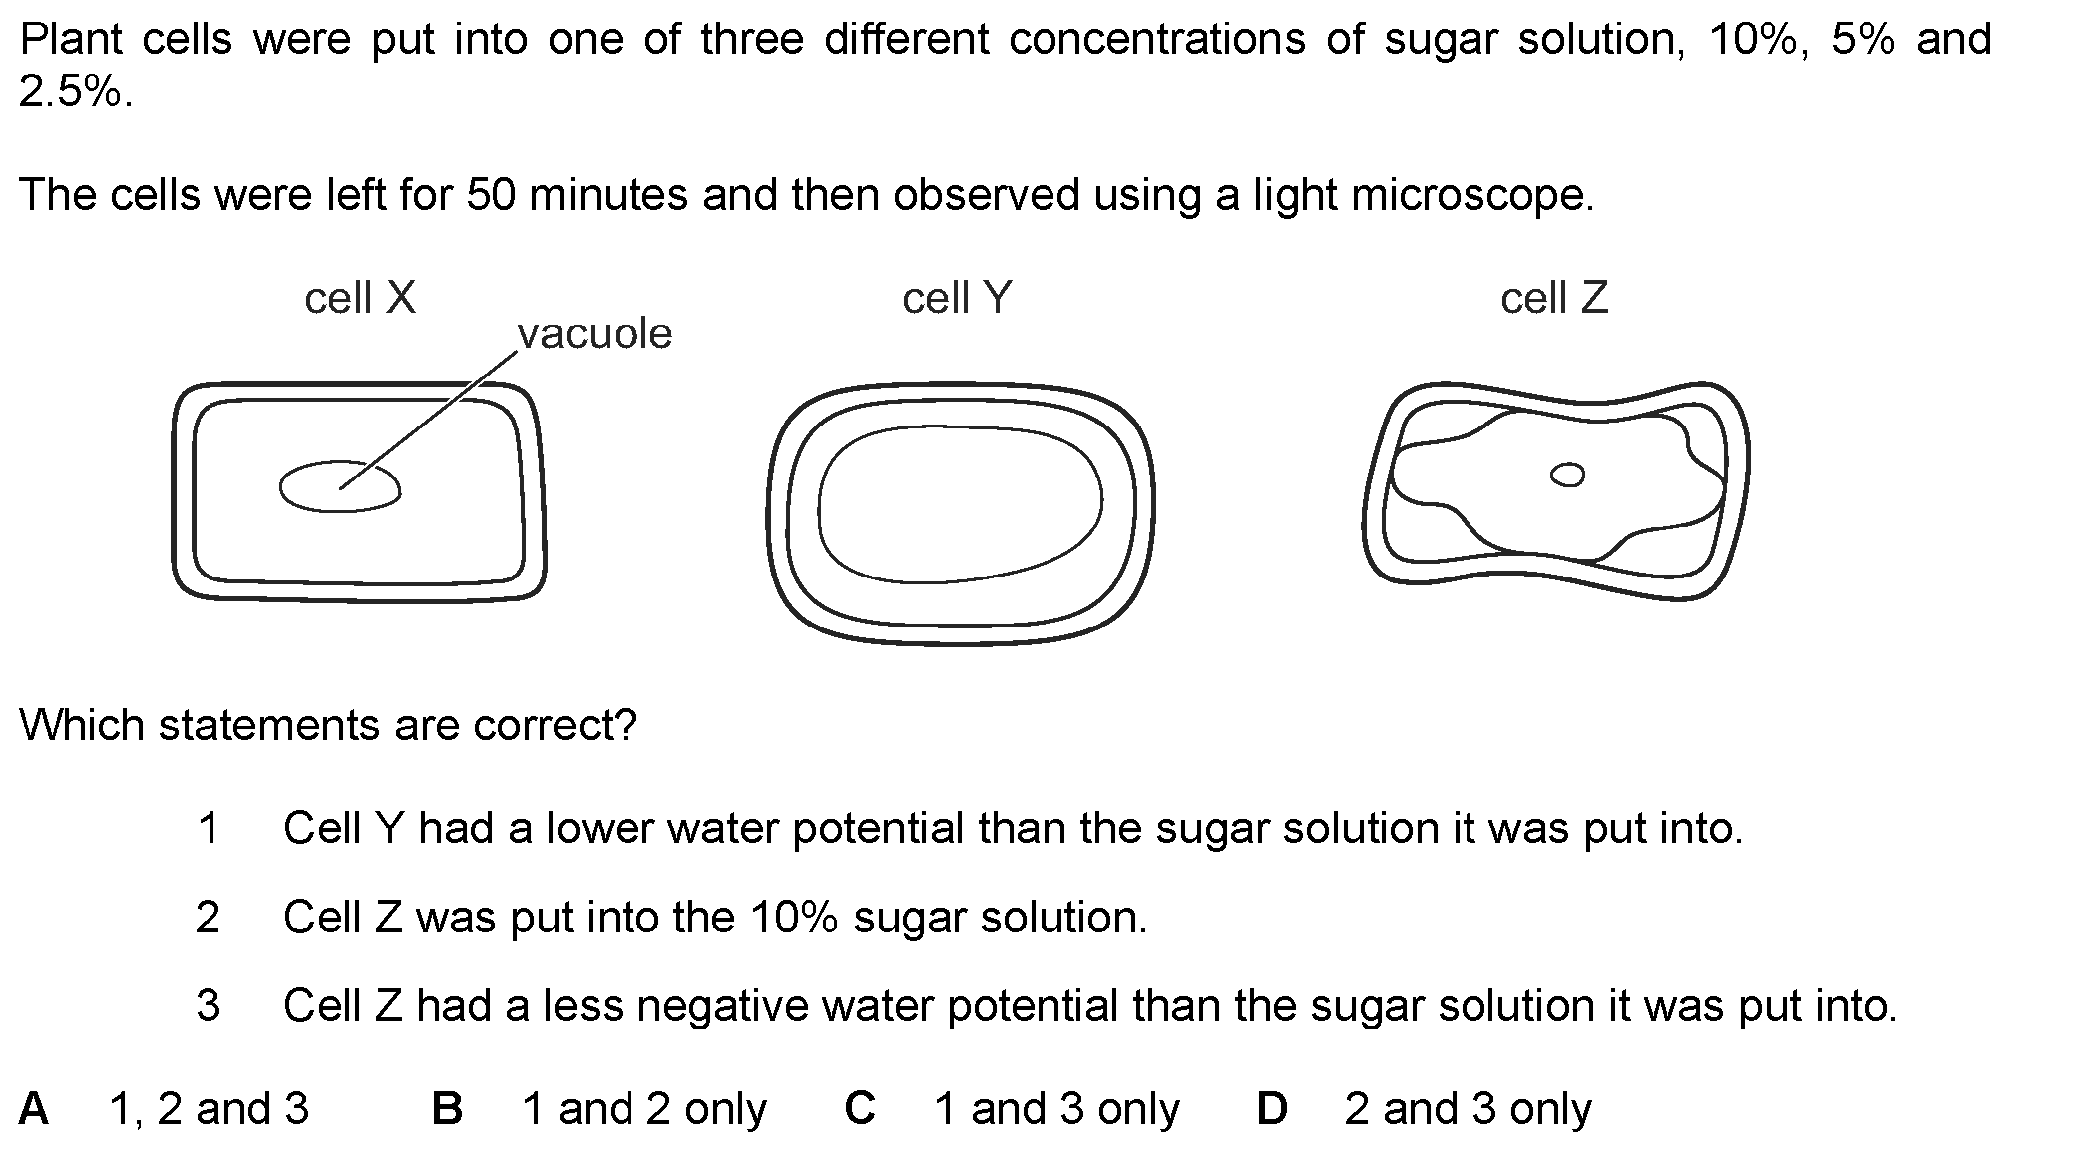 Plant cells were put into one of three different concentrations of sugar solution, 10%, 5% and
2.5%.
The cells were left for 50 minutes and then observed using a light microscope.
cell X
cell Y
cell Z
vacuole
Which statements are correct?
1 Cell Y had a lower water potential than the sugar solution it was put into.
2 Cell Z was put into the 10% sugar solution.
3 Cell Z had a less negative water potential than the sugar solution it was put into.
A 1, 2 and 3 B 1 and 2 only C 1 and 3 only D 2 and 3 only